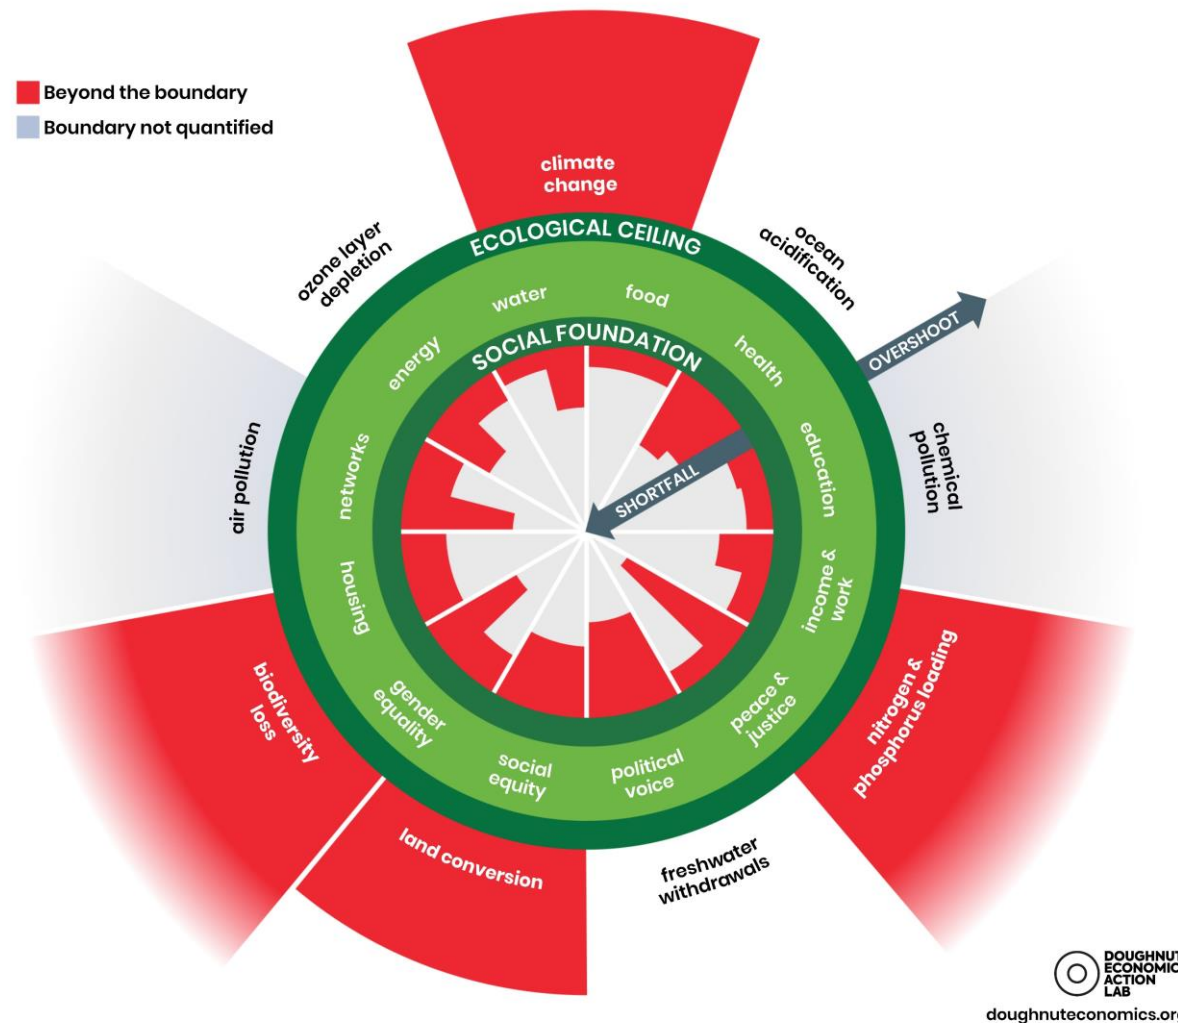 Beyond the boundary
Boundary not quantified
climate
change
ozone layer
depletion
ocean
acidification
ECOLOGICAL CEILING
water
food
energy
health
SOCIAL FOUNDATION
OVERSHOOT
SHORTFALL
air pollution
networks
education
chemical
pollution
housing
income &
work
biodiversity
loss
gender
equality
social
equity
political
voice
peace &
justice
nitrogen &
phosphorus loading
land conversion
freshwater
withdrawals
DOUGHNUT
ECONOMIC
ACTION
LAB
doughnuteconomics.org